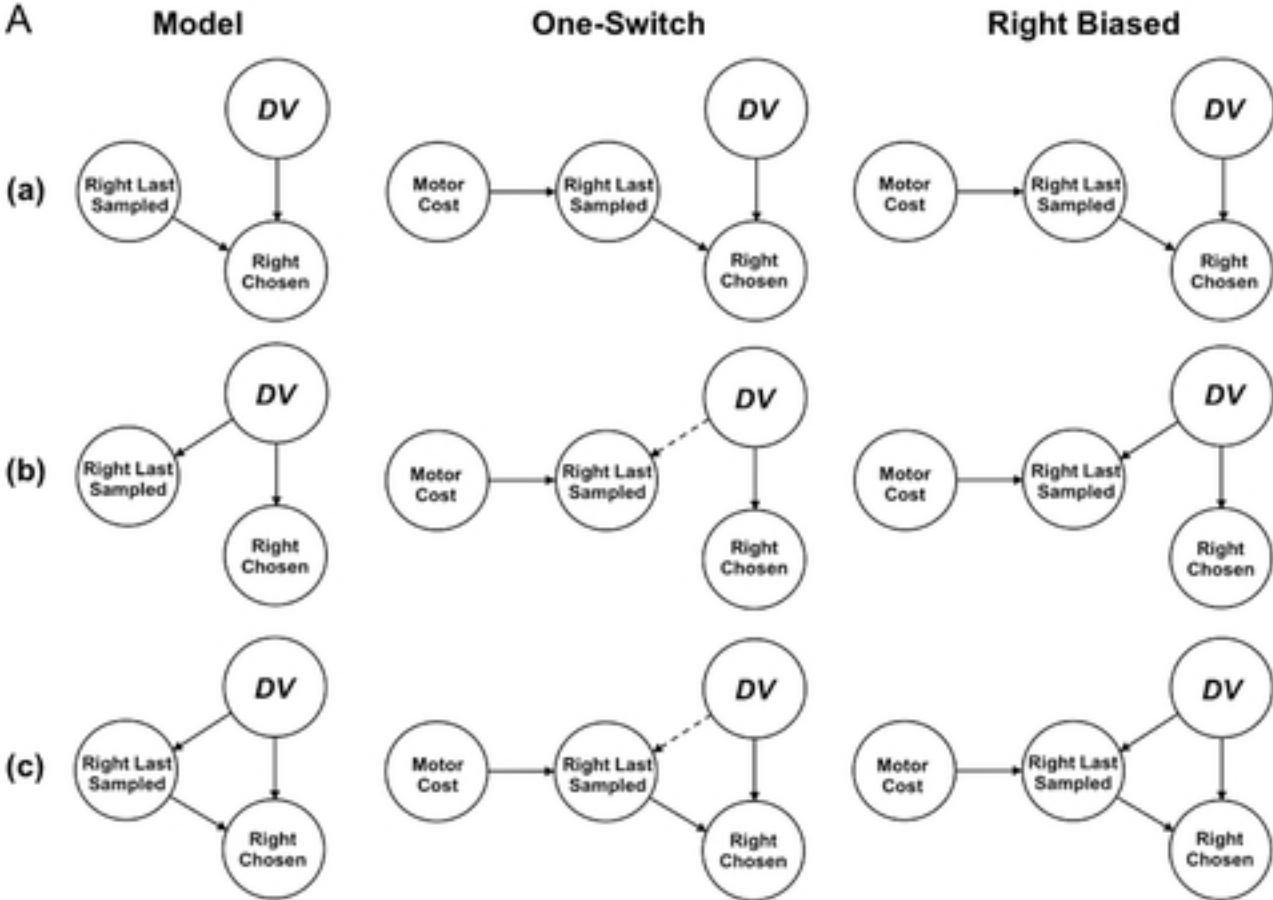 A
Model
One-Switch
Right Biased
(a)
DV
Right Last
Sampled
Right
Chosen
DV
Motor
Cost
Right Last
Sampled
Right
Chosen
DV
Motor
Cost
Right Last
Sampled
Right
Chosen
(b)
DV
Right Last
Sampled
Right
Chosen
DV
Motor
Cost
Right Last
Sampled
Right
Chosen
DV
Motor
Cost
Right Last
Sampled
Right
Chosen
(c)
DV
Right Last
Sampled
Right
Chosen
DV
Motor
Cost
Right Last
Sampled
Right
Chosen
DV
Motor
Cost
Right Last
Sampled
Right
Chosen